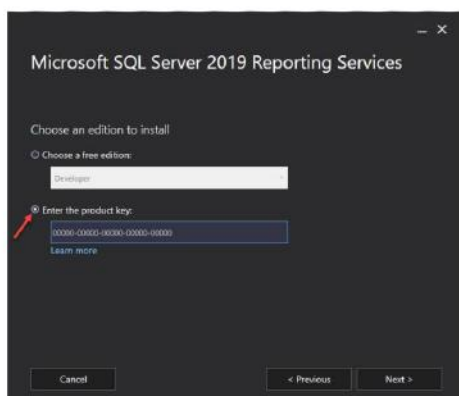 Microsoft SQL Server 2019 Reporting Services
Choose an edition to install
Choose a free edition:
Developer
Enter the product key:
00000-00000-00000-00000-00000
Learn more
Cancel
< Previous
Next >